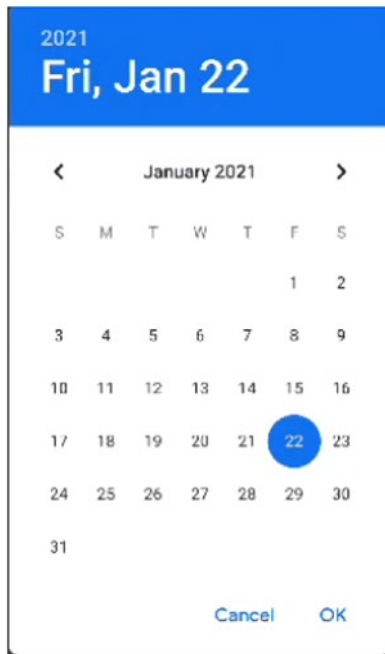 2021
Fri, Jan 22
January 2021
S M T W T F S
1 2
3 4 5 6 7 8 9
10 11 12 13 14 15 16
17 18 19 20 21 22 23
24 25 26 27 28 29 30
31
Cancel OK